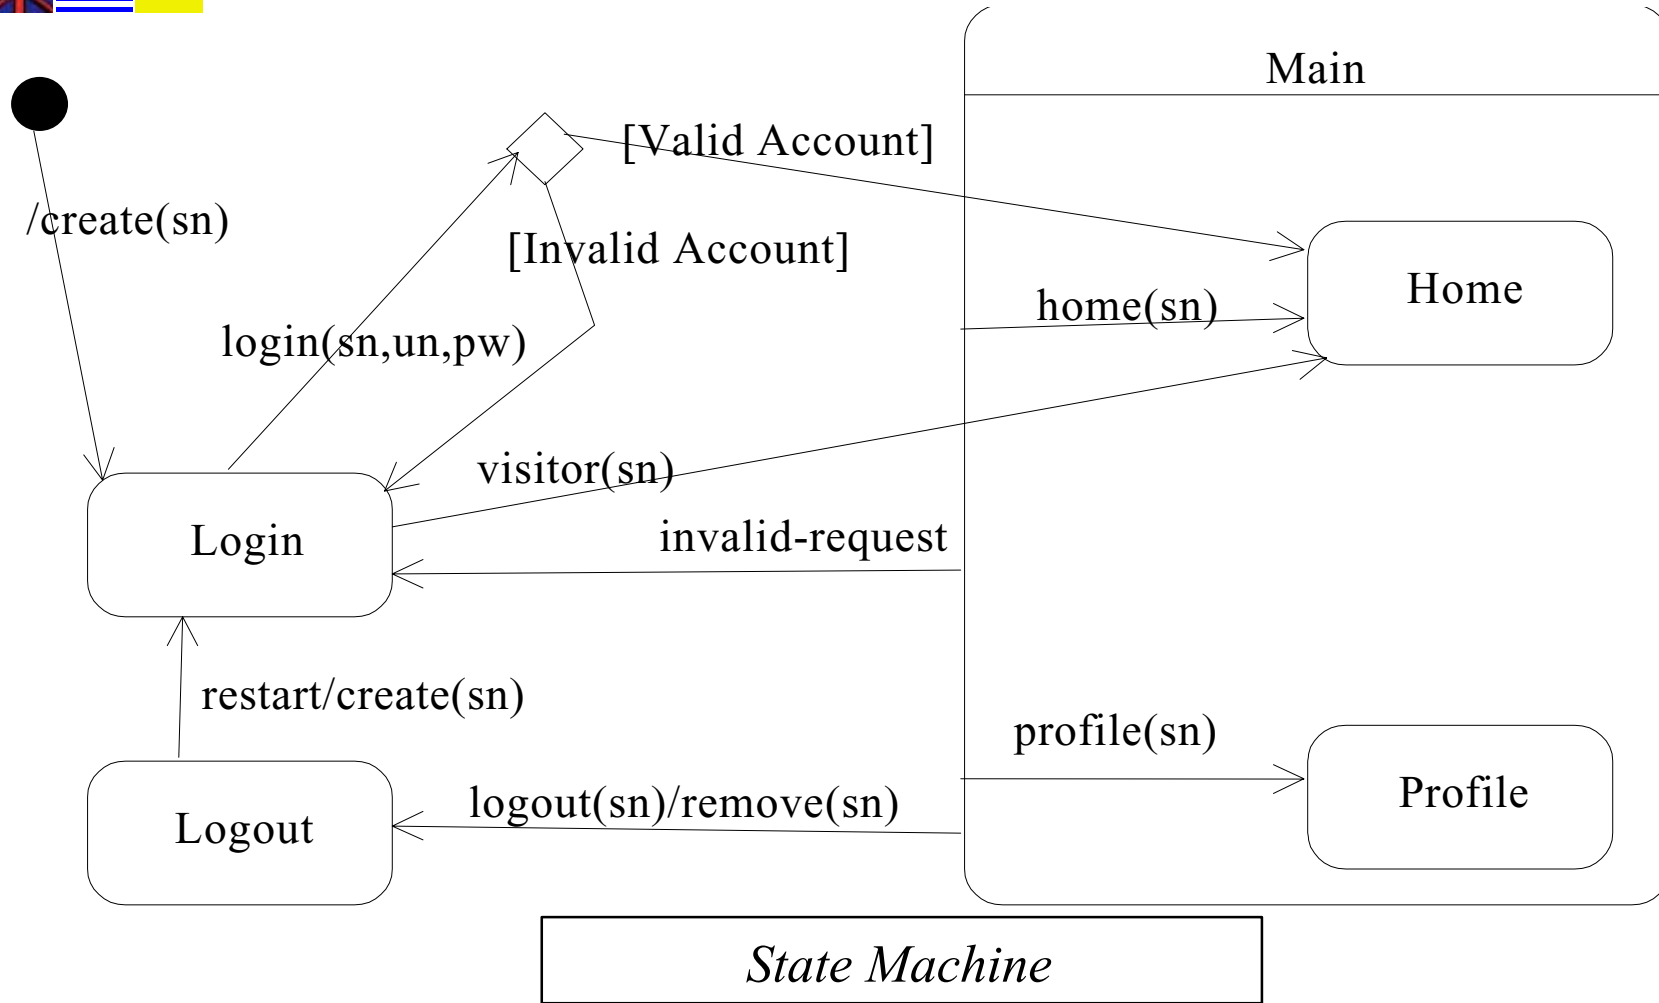 Main
[Valid Account]
/create(sn)
[Invalid Account]
Home
home(sn)
login(sn,un,pw)
visitor(sn)
invalid-request
Login
restart/create(sn)
profile(sn)
Profile
logout(sn)/remove(sn)
Logout
State Machine